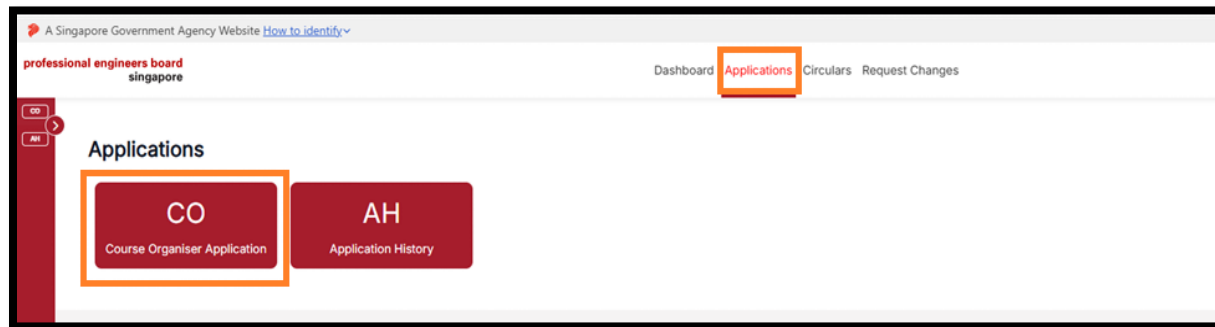 A Singapore Government Agency Website How to identify
professional engineers board
singapore
Dashboard Applications Circulars Request Changes
CO
AH
Applications
CO
Course Organiser Application
AH
Application History